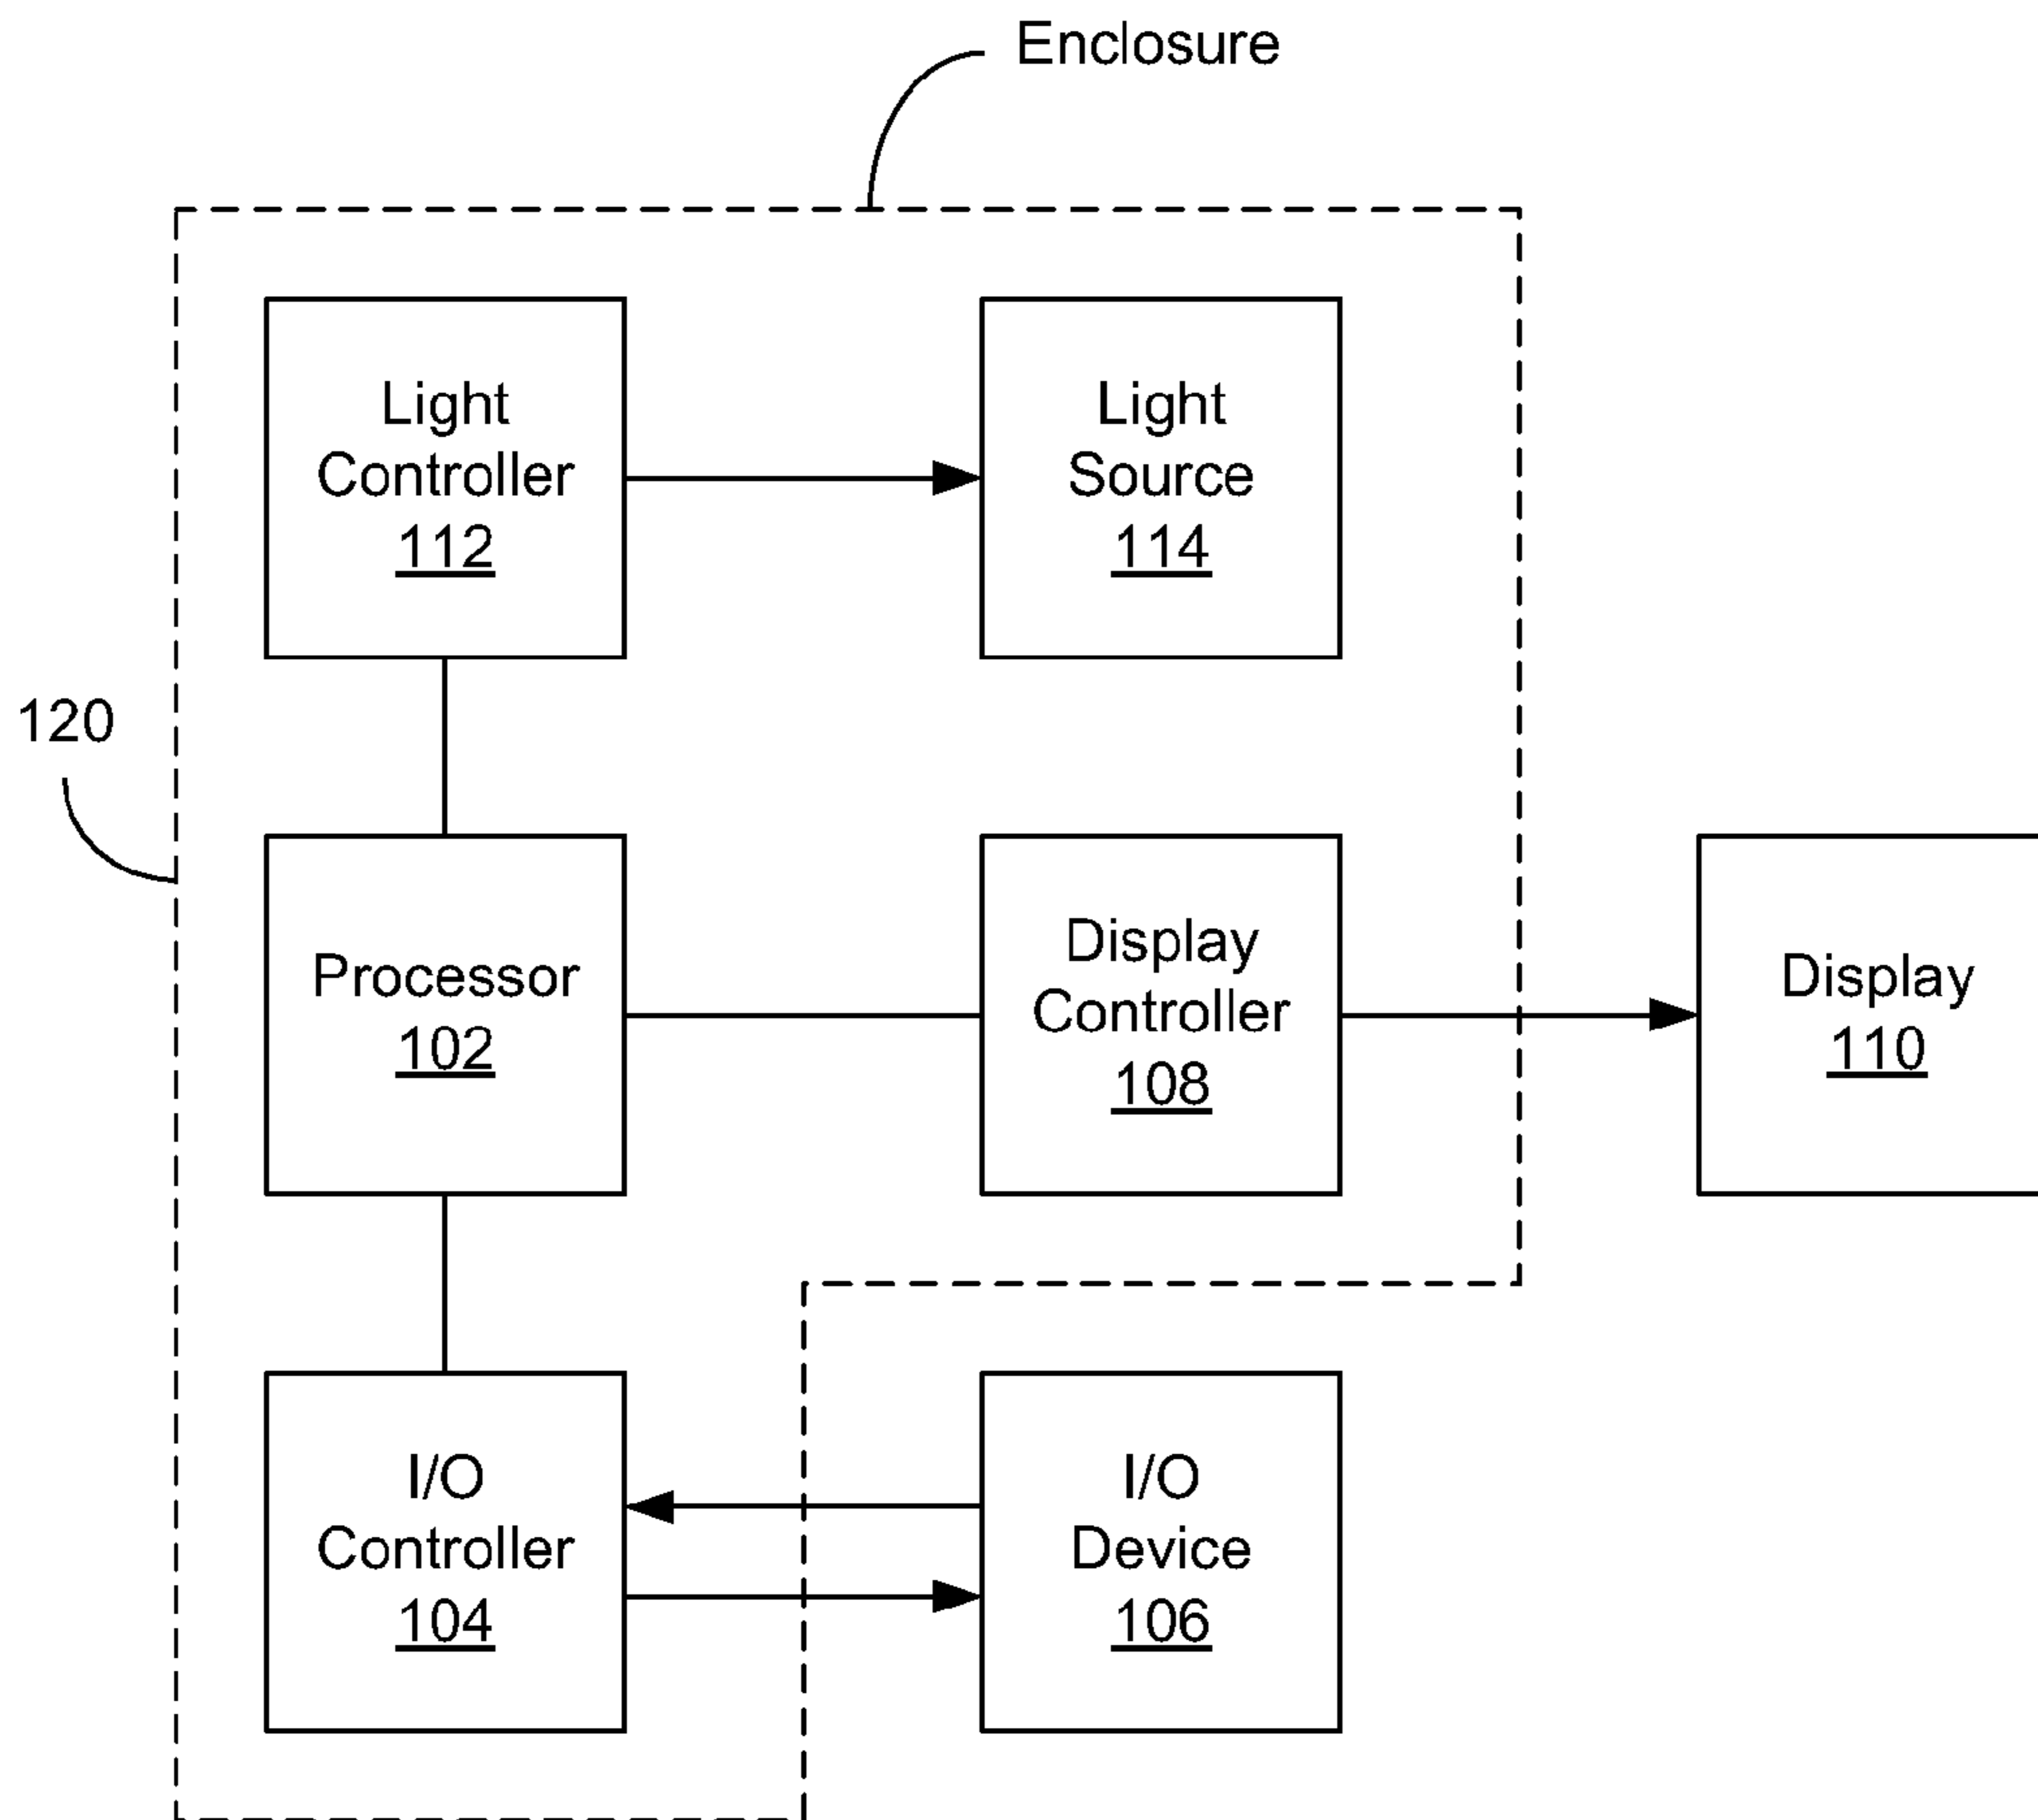 Enclosure
Light
Controller
112
Light
Source
114
120
Processor
102
Display
Controller
108
Display
110
I/O
Controller
104
I/O
Device
106